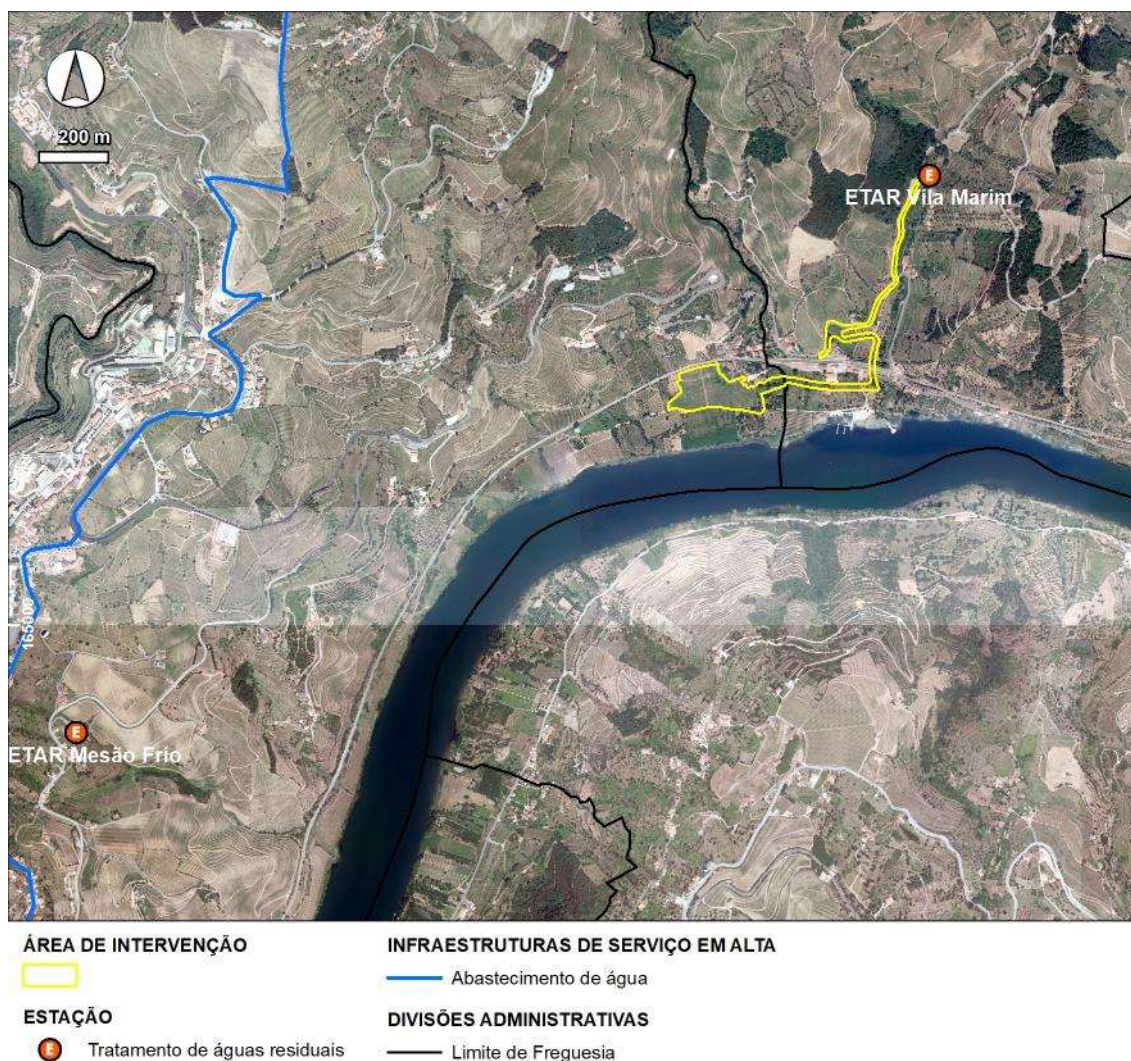 200 m
E
ETAR Vila Marim
16500
E
ETAR Mesão Frio
ÁREA DE INTERVENÇÃO
INFRAESTRUTURAS DE SERVIÇO EM ALTA
Abastecimento de água
ESTAÇÃO
DIVISÕES ADMINISTRATIVAS
E Tratamento de águas residuais
Limite de Freguesia